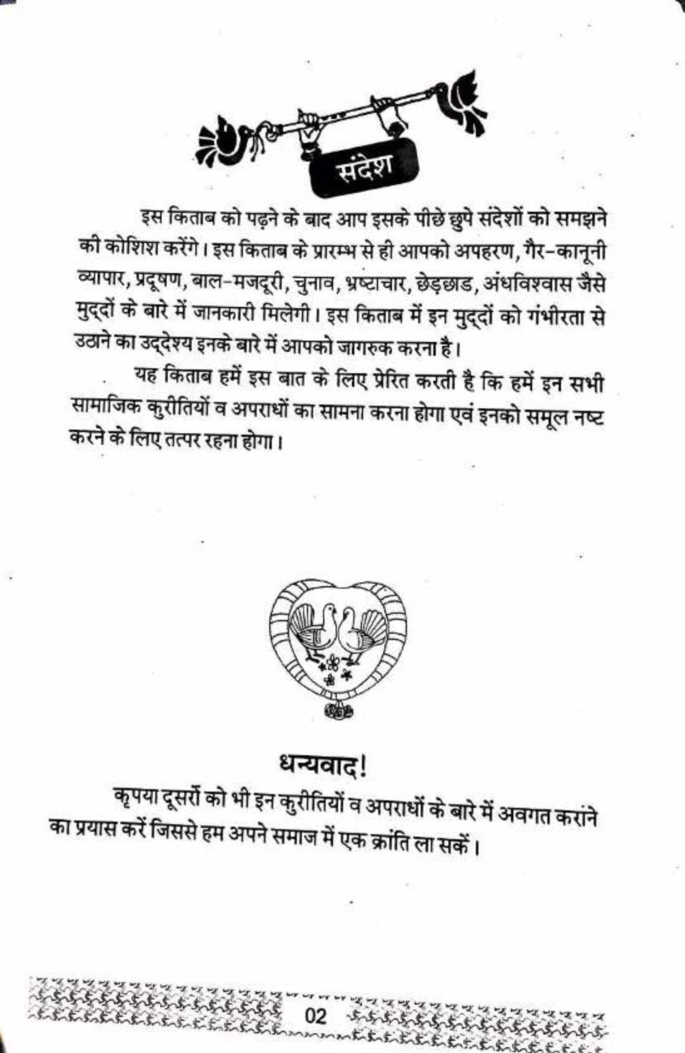 संदेश
इस किताब को पढ़ने के बाद आप इसके पीछे छुपे संदेशों को समझने
की कोशिश करेंगे। इस किताब के प्रारम्भ से ही आपको अपहरण, गैर-कानूनी
व्यापार, प्रदूषण, बाल-मजदूरी, चुनाव, भ्रष्टाचार, छेड़छाड, अंधविश्वास जैसे
मुद्दों के बारे में जानकारी मिलेगी। इस किताब में इन मुद्दों को गंभीरता से
उठाने का उद्देश्य इनके बारे में आपको जागरुक करना है।
यह किताब हमें इस बात के लिए प्रेरित करती है कि हमें इन सभी
सामाजिक कुरीतियों व अपराधों का सामना करना होगा एवं इनको समूल नष्ट
करने के लिए तत्पर रहना होगा।
धन्यवाद!
कृपया दूसरों को भी इन कुरीतियों व अपराधों के बारे में अवगत कराने
का प्रयास करें जिससे हम अपने समाज में एक क्रांति ला सकें।
02